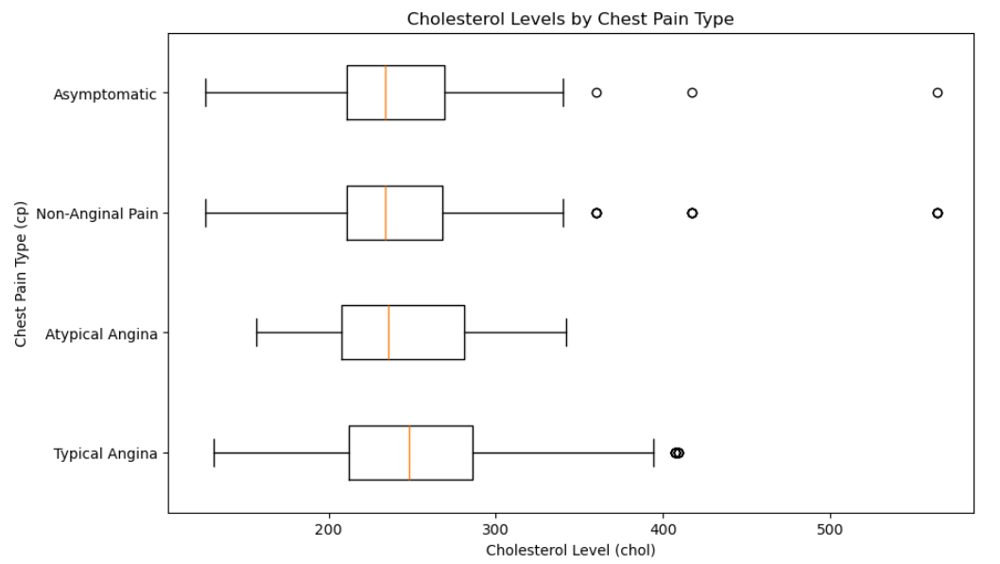 Cholesterol Levels by Chest Pain Type
Chest Pain Type (cp)
Asymptomatic
Non-Anginal Pain
Atypical Angina
Typical Angina
200 300 400 500
Cholesterol Level (chol)